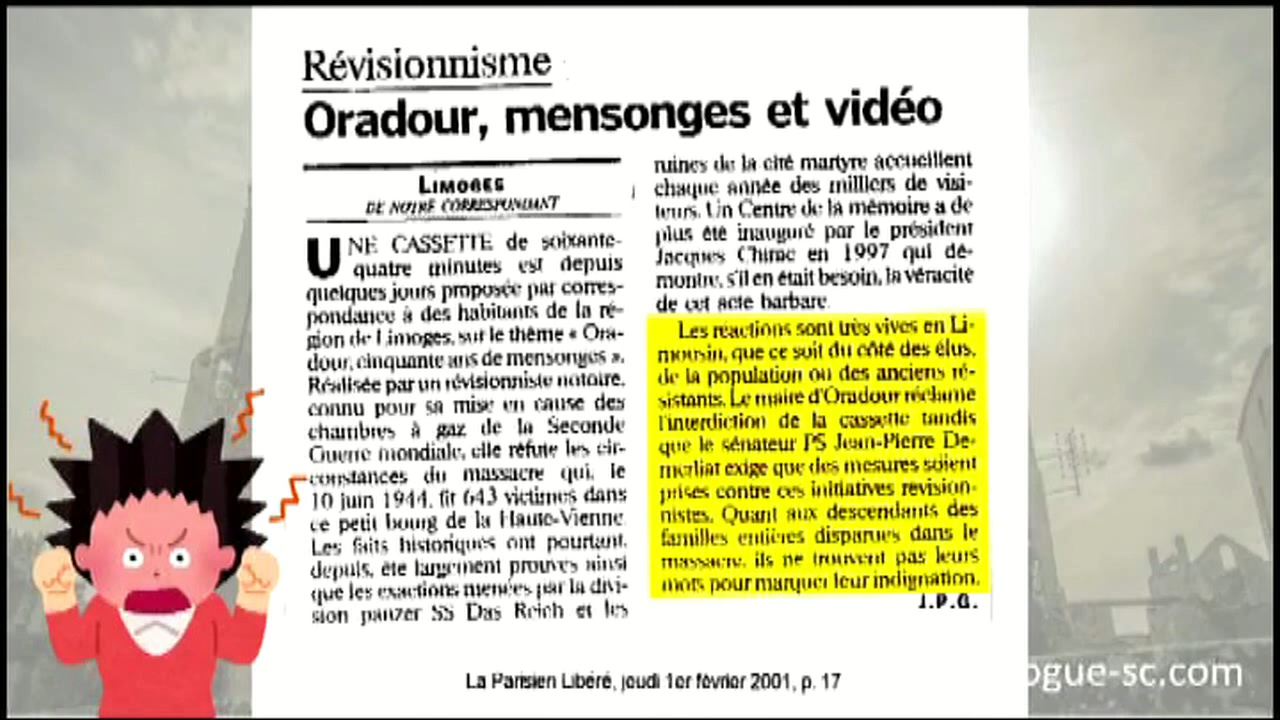 Révisionnisme
Oradour, mensonges et vidéo
LIMOGES
DE NOTRE CORRESPONDANT
UNE CASSETTE de soixante-
quatre minutes est depuis
quelques jours proposée par corres-
pondance à des habitants de la ré-
gion de Limoges, sur le thème « Ora-
dour, cinquante ans de mensonges ».
Réalisée par un révisionniste notoire,
connu pour sa mise en cause des
chambres à gaz de la Seconde
Guerre mondiale, elle réfute les cir-
constances du massacre qui, le
10 juin 1944, fit 643 victimes dans
ce petit bourg de la Haute-Vienne.
Les faits historiques ont pourtant,
depuis, été largement prouvés ainsi
que les exactions menées par la divi-
sion panzer SS Das Reich et les
ruines de la cité martyre accueillent
chaque année des milliers de visi-
teurs. Un Centre de la mémoire a de
plus été inauguré par le président
Jacques Chirac en 1997 qui dé-
montre, s'il en était besoin, la véracité
de cet acte barbare.
Les réactions sont très vives en Li-
mousin, que ce soit du côté des élus,
de la population ou des anciens ré-
sistants. Le maire d'Oradour réclame
l'interdiction de la cassette tandis
que le sénateur PS Jean-Pierre De-
merliat exige que des mesures soient
prises contre ces initiatives révision-
nistes. Quant aux descendants des
familles entières disparues dans le
massacre, ils ne trouvent pas leurs
mots pour marquer leur indignation.
J.P.G.
La Parisien Libéré, jeudi 1er février 2001, p. 17
ogue-sc.com